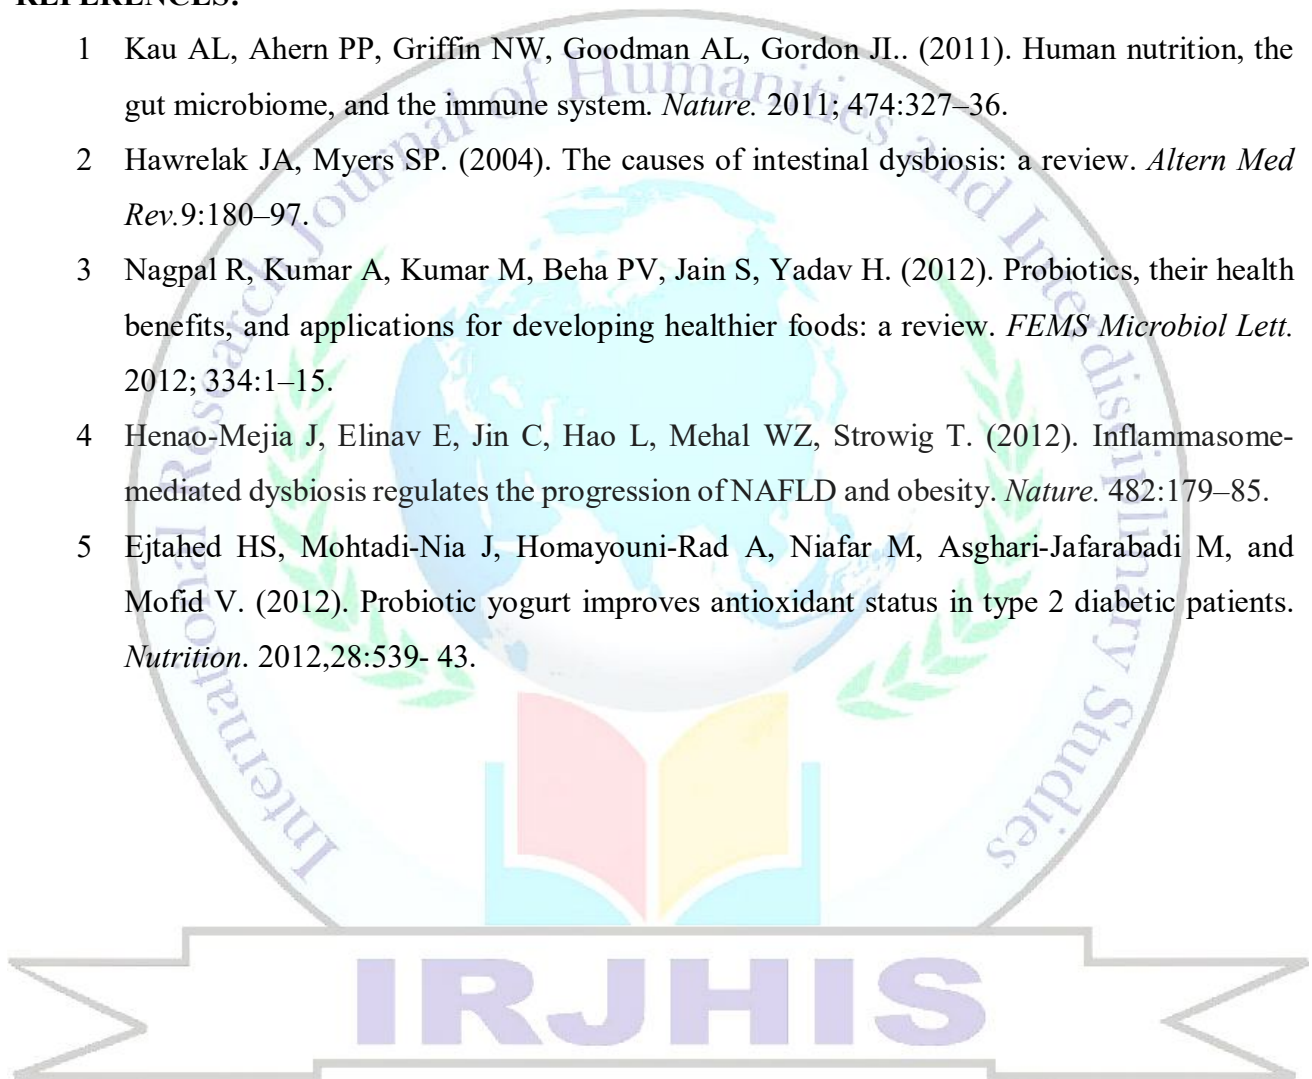 REFERENCES:
1 Kau AL, Ahern PP, Griffin NW, Goodman AL, Gordon JI.. (2011). Human nutrition, the
gut microbiome, and the immune system. Nature. 2011; 474:327–36.
2 Hawrelak JA, Myers SP. (2004). The causes of intestinal dysbiosis: a review. Altern Med
Rev.9:180–97.
3 Nagpal R, Kumar A, Kumar M, Beha PV, Jain S, Yadav H. (2012). Probiotics, their health
benefits, and applications for developing healthier foods: a review. FEMS Microbiol Lett.
2012; 334:1–15.
4 Henao-Mejia J, Elinav E, Jin C, Hao L, Mehal WZ, Strowig T. (2012). Inflammasome-
mediated dysbiosis regulates the progression of NAFLD and obesity. Nature. 482:179–85.
5 Ejtahed HS, Mohtadi-Nia J, Homayouni-Rad A, Niafar M, Asghari-Jafarabadi M, and
Mofid V. (2012). Probiotic yogurt improves antioxidant status in type 2 diabetic patients.
Nutrition. 2012,28:539- 43.
International Research Journal of Humanities and Interdisciplinary Studies
IRJHIS